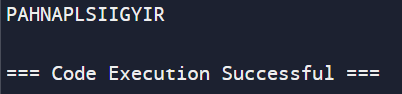 PAHNAPLSIIGYIR
=== Code Execution Successful ===